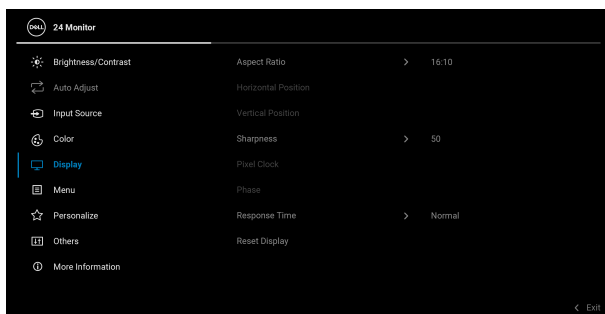 DELL 24 Monitor
Brightness/Contrast Aspect Ratio > 16:10
Auto Adjust Horizontal Position
Input Source Vertical Position
Color Sharpness > 50
Display Pixel Clock
Menu Phase
Personalize Response Time > Normal
Others Reset Display
More Information
< Exit